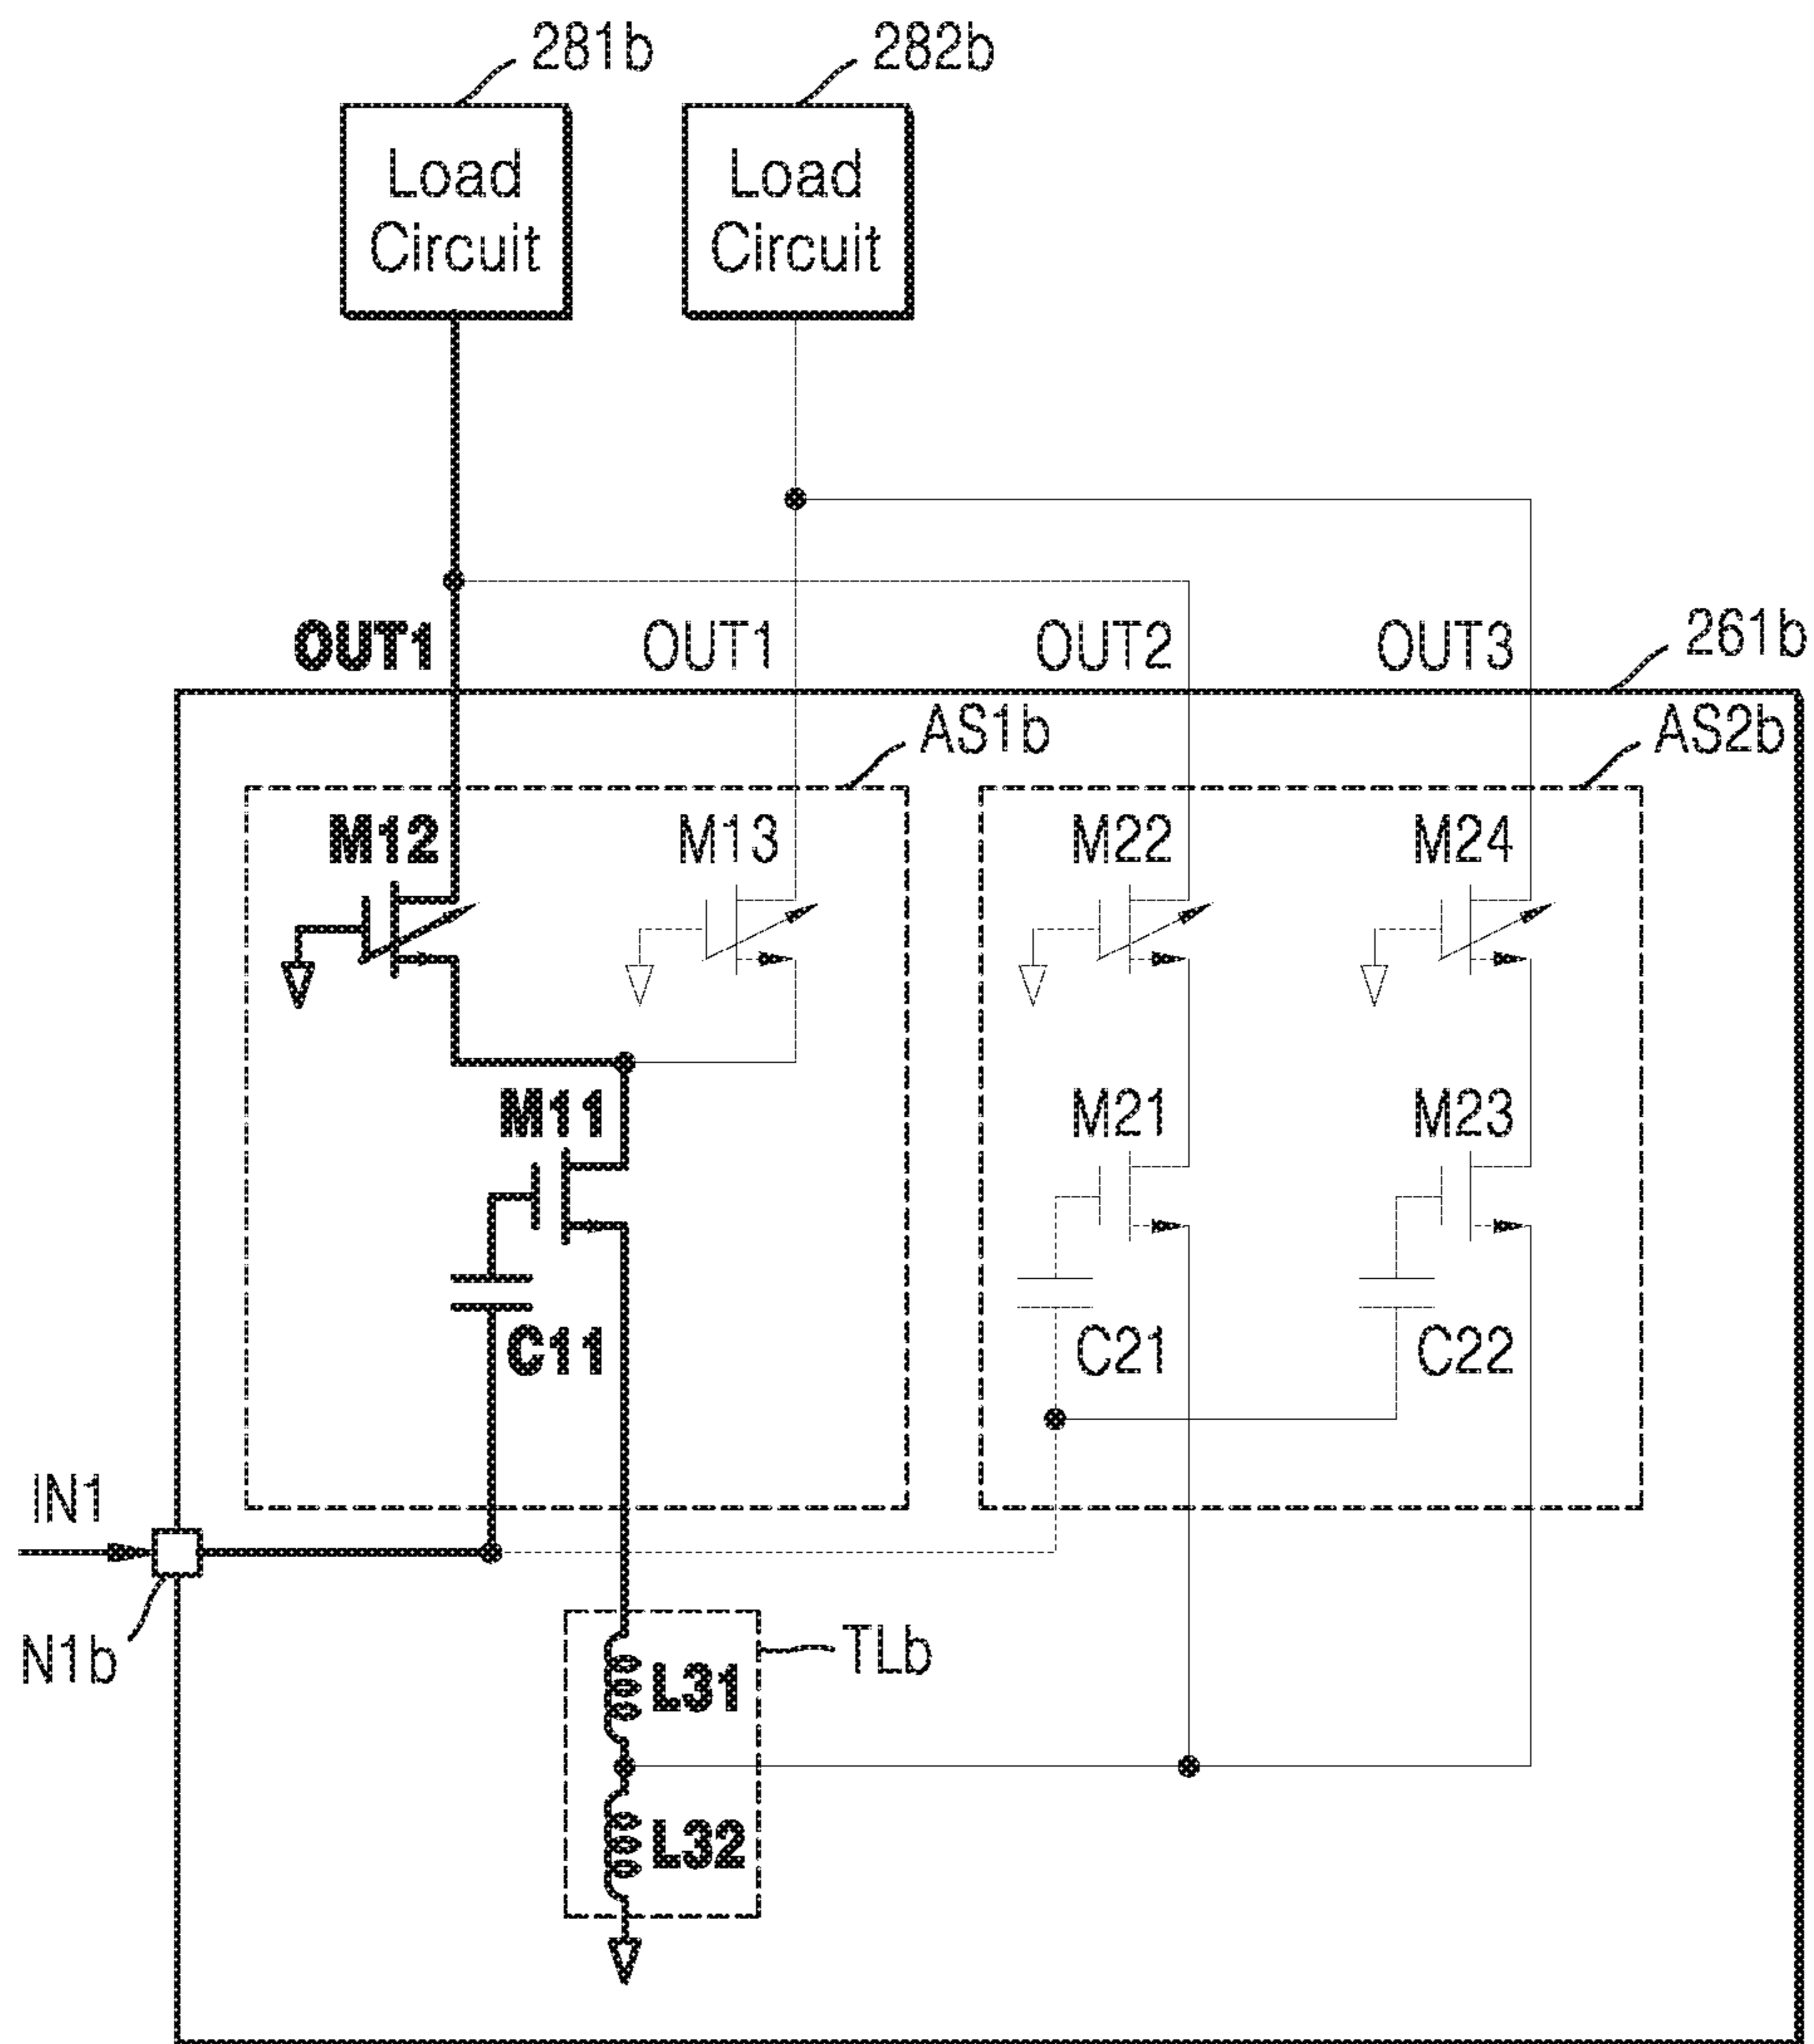 281b
282b
Load
Circuit
Load
Circuit
OUT1
OUT1
OUT2
OUT3
261b
AS1b
AS2b
M12
M13
M22
M24
M11
M21
M23
C11
C21
C22
IN1
N1b
TLb
L31
L32